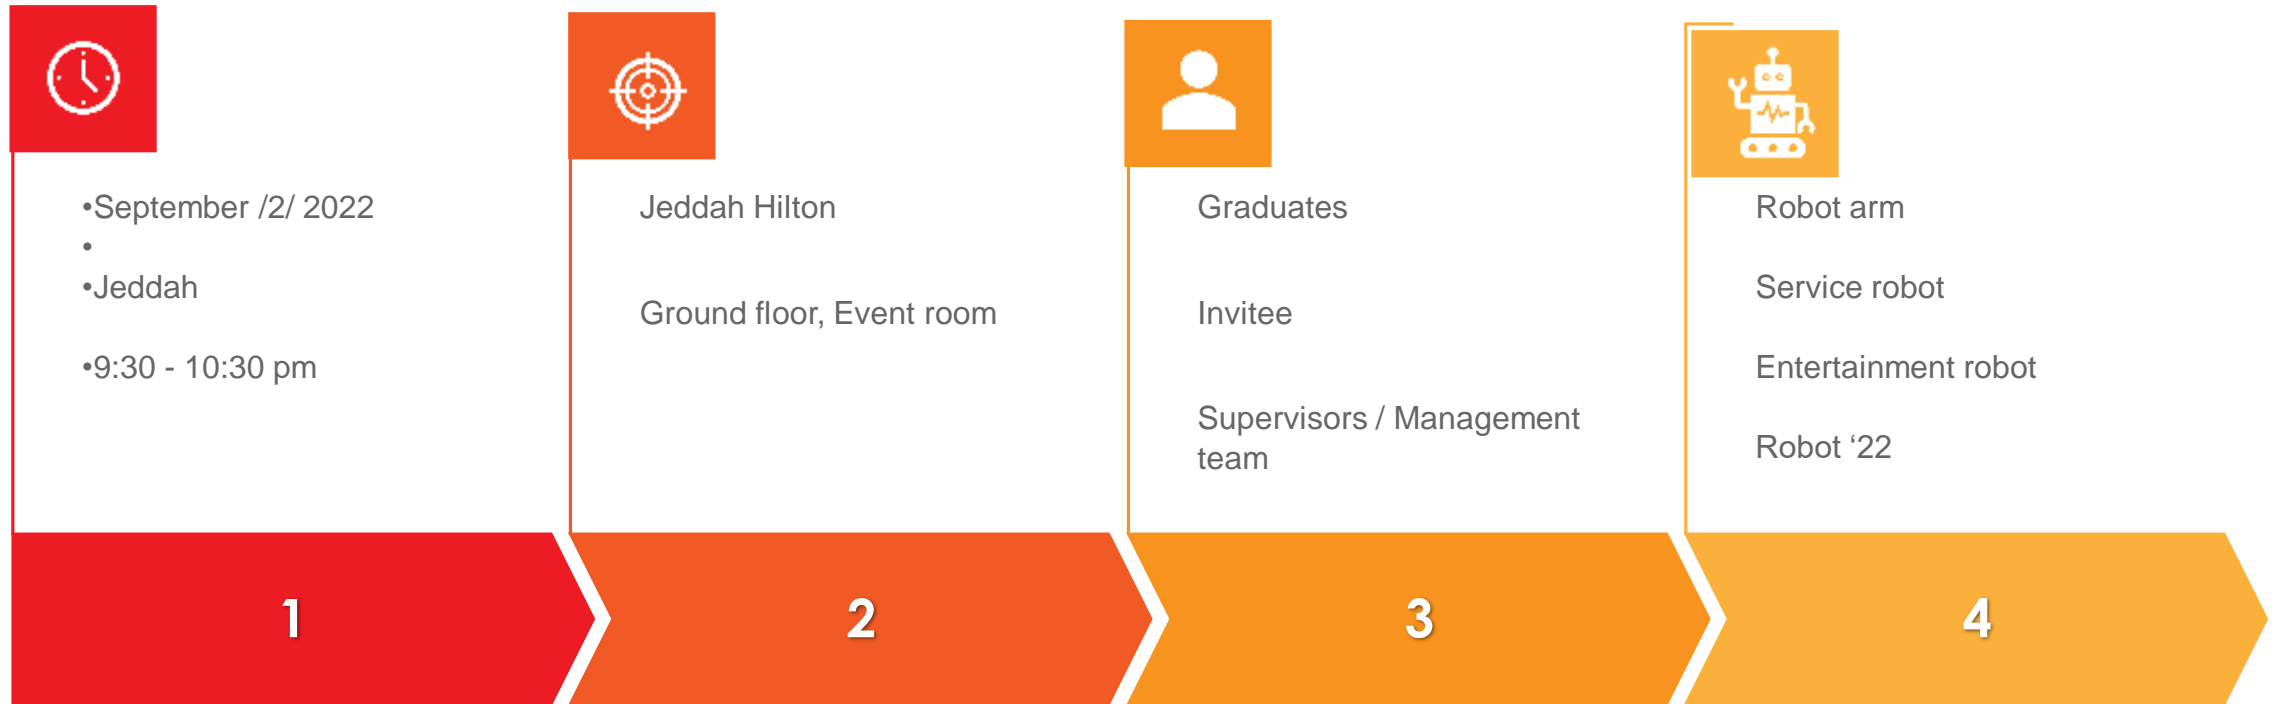 •September /2/ 2022
•
•Jeddah
•9:30 - 10:30 pm
1
Jeddah Hilton
Ground floor, Event room
2
Graduates
Invitee
Supervisors / Management
team
3
Robot arm
Service robot
Entertainment robot
Robot ‘22
4